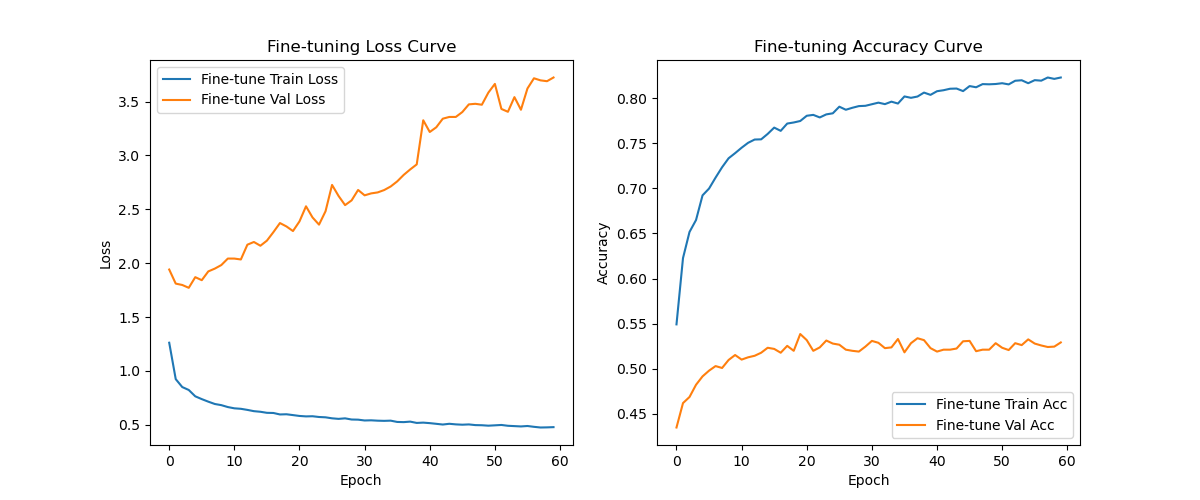 Fine-tuning Loss Curve
Fine-tune Train Loss
Fine-tune Val Loss
Loss
3.5
3.0
2.5
2.0
1.5
1.0
0.5
0 10 20 30 40 50 60
Epoch
Fine-tuning Accuracy Curve
Accuracy
0.80
0.75
0.70
0.65
0.60
0.55
0.50
0.45
Fine-tune Train Acc
Fine-tune Val Acc
0 10 20 30 40 50 60
Epoch